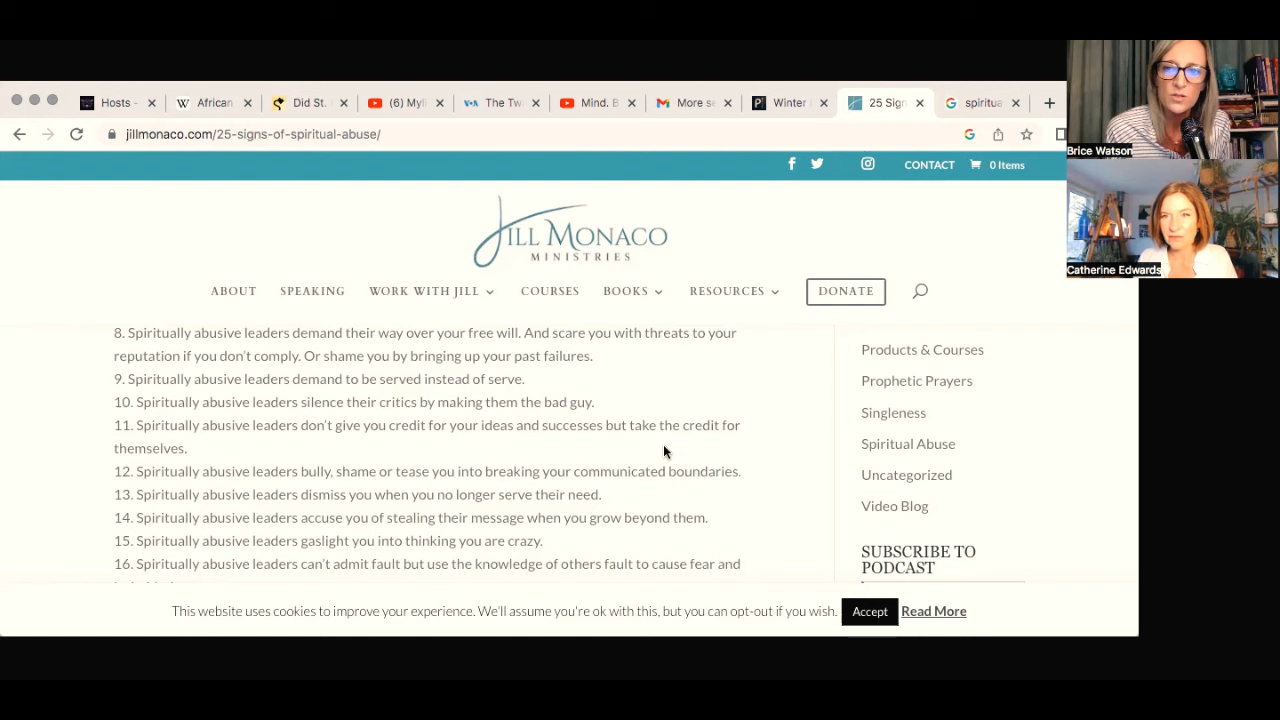 Hosts -
African
Did St.
(6) Myl
The Tw
Mind. B
More s
Winter
25 Sign
spiritua
jillmonaco.com/25-signs-of-spiritual-abuse/
CONTACT
0 Items
Brice Watson
Catherine Edwards
JILL MONACO
MINISTRIES
ABOUT SPEAKING WORK WITH JILL COURSES BOOKS RESOURCES DONATE
8. Spiritually abusive leaders demand their way over your free will. And scare you with threats to your
reputation if you don't comply. Or shame you by bringing up your past failures.
9. Spiritually abusive leaders demand to be served instead of serve.
10. Spiritually abusive leaders silence their critics by making them the bad guy.
11. Spiritually abusive leaders don't give you credit for your ideas and successes but take the credit for
themselves.
12. Spiritually abusive leaders bully, shame or tease you into breaking your communicated boundaries.
13. Spiritually abusive leaders dismiss you when you no longer serve their need.
14. Spiritually abusive leaders accuse you of stealing their message when you grow beyond them.
15. Spiritually abusive leaders gaslight you into thinking you are crazy.
16. Spiritually abusive leaders can't admit fault but use the knowledge of others fault to cause fear and
Products & Courses
Prophetic Prayers
Singleness
Spiritual Abuse
Uncategorized
Video Blog
SUBSCRIBE TO
PODCAST
This website uses cookies to improve your experience. We'll assume you're ok with this, but you can opt-out if you wish. Accept Read More